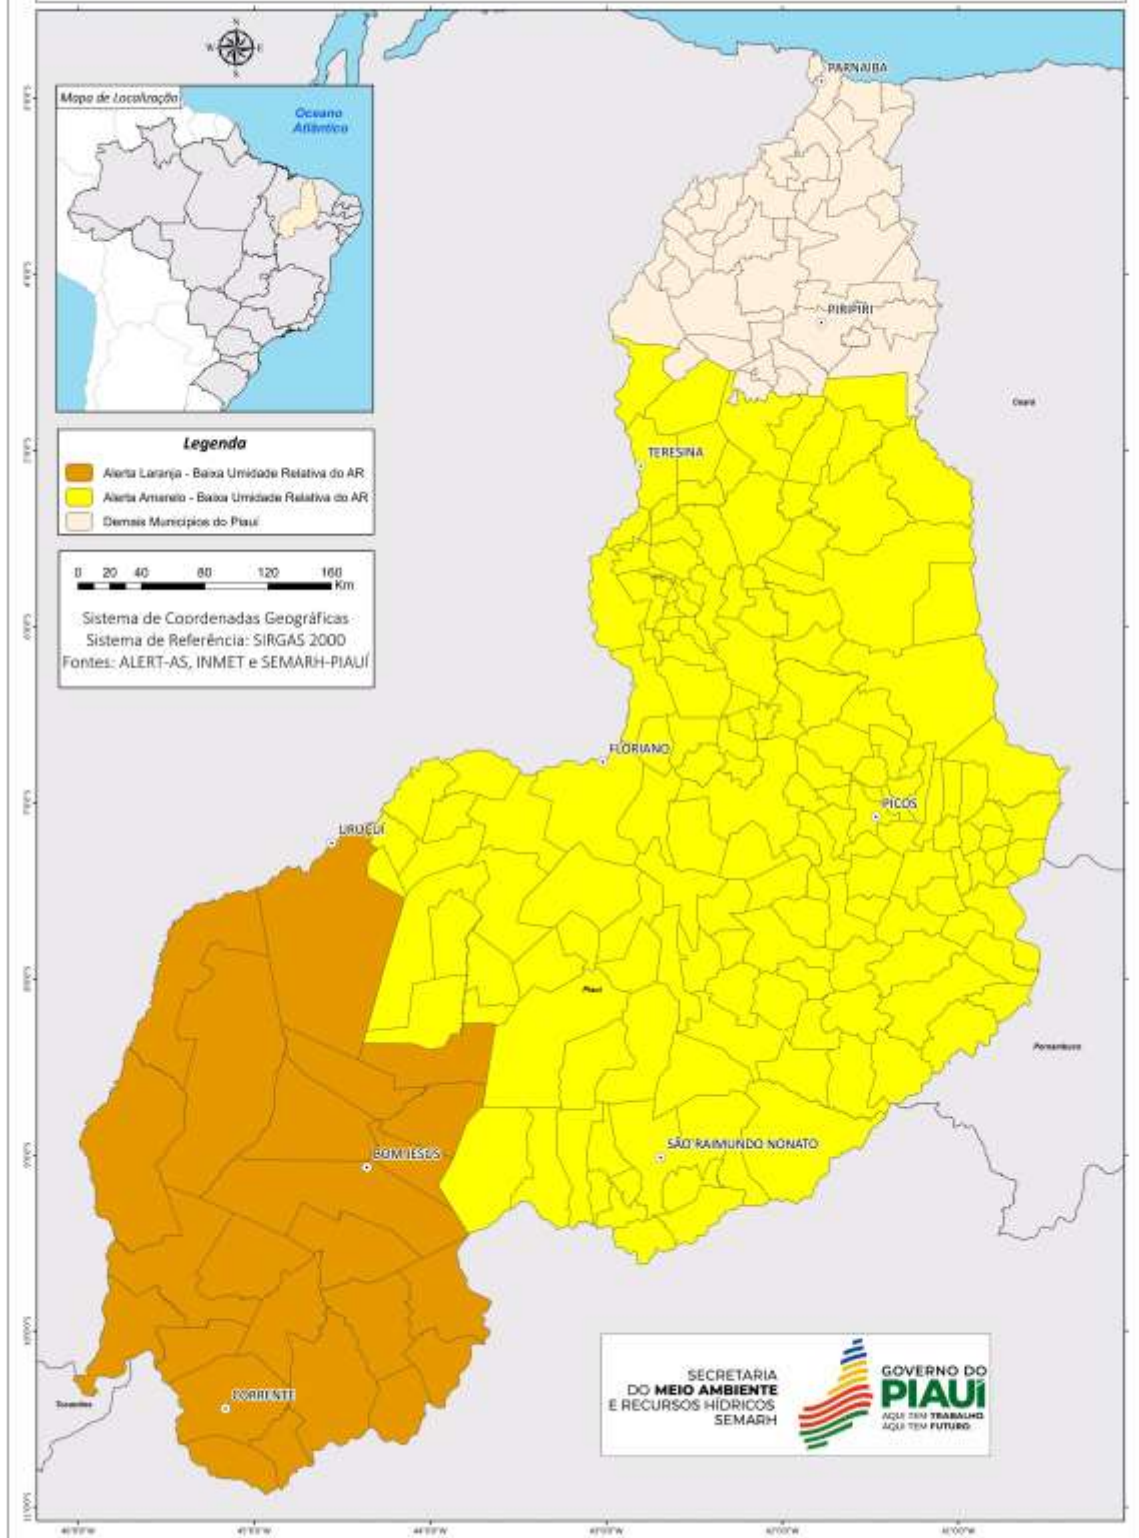 N
W E
S
PARNAIBA
Mapa de Localização
Oceano
Atlântico
PIRIPIRI
Ceará
Legenda
Alerta Laranja - Baixa Umidade Relativa do AR
Alerta Amarelo - Baixa Umidade Relativa do AR
Demais Municípios do Piauí
TERESINA
0 20 40 80 120 160
Km
Sistema de Coordenadas Geográficas
Sistema de Referência: SIRGAS 2000
Fontes: ALERT-AS, INMET e SEMARH-PIAUÍ
FLORIANO
PICOS
URUÇUÍ
Piauí
Pernambuco
SÃO RAIMUNDO NONATO
BOM JESUS
CORRENTE
Tocantins
SECRETARIA
DO MEIO AMBIENTE
E RECURSOS HÍDRICOS
SEMARH
GOVERNO DO
PIAUÍ
AQUI TEM TRABALHO
AQUI TEM FUTURO